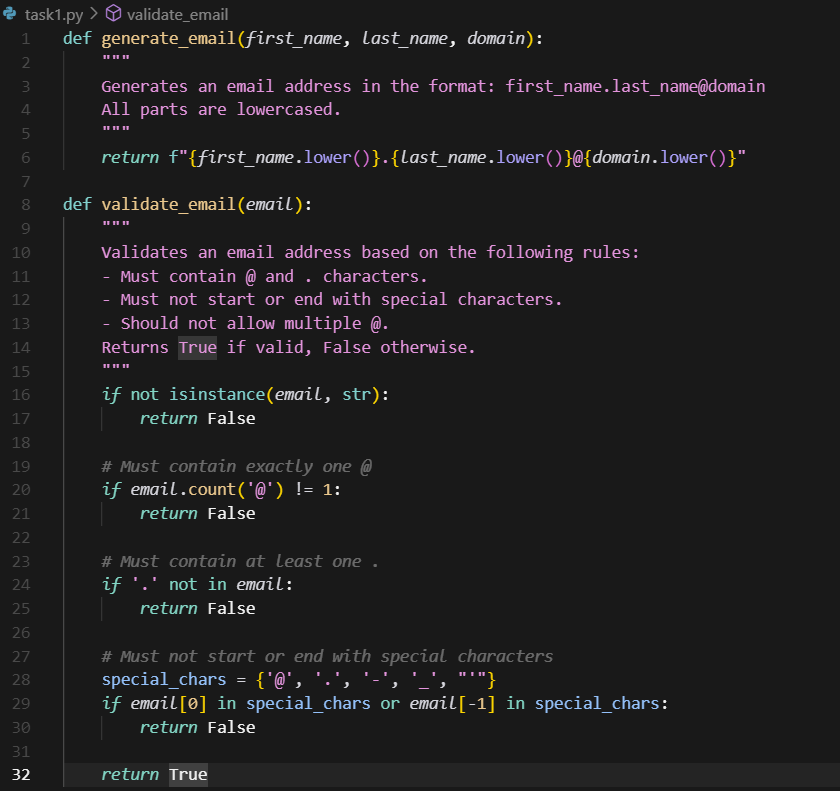 task1.py > validate_email
1 def generate_email(first_name, last_name, domain):
2     """
3     Generates an email address in the format: first_name.last_name@domain
4     All parts are lowercased.
5     """
6     return f"{first_name.lower()}.{last_name.lower()}@{domain.lower()}"
7
8 def validate_email(email):
9     """
10     Validates an email address based on the following rules:
11     - Must contain @ and . characters.
12     - Must not start or end with special characters.
13     - Should not allow multiple @.
14     Returns True if valid, False otherwise.
15     """
16     if not isinstance(email, str):
17         return False
18
19     # Must contain exactly one @
20     if email.count('@') != 1:
21         return False
22
23     # Must contain at least one .
24     if '.' not in email:
25         return False
26
27     # Must not start or end with special characters
28     special_chars = {'@', '.', '-', '_', "'"}
29     if email[0] in special_chars or email[-1] in special_chars:
30         return False
31
32     return True